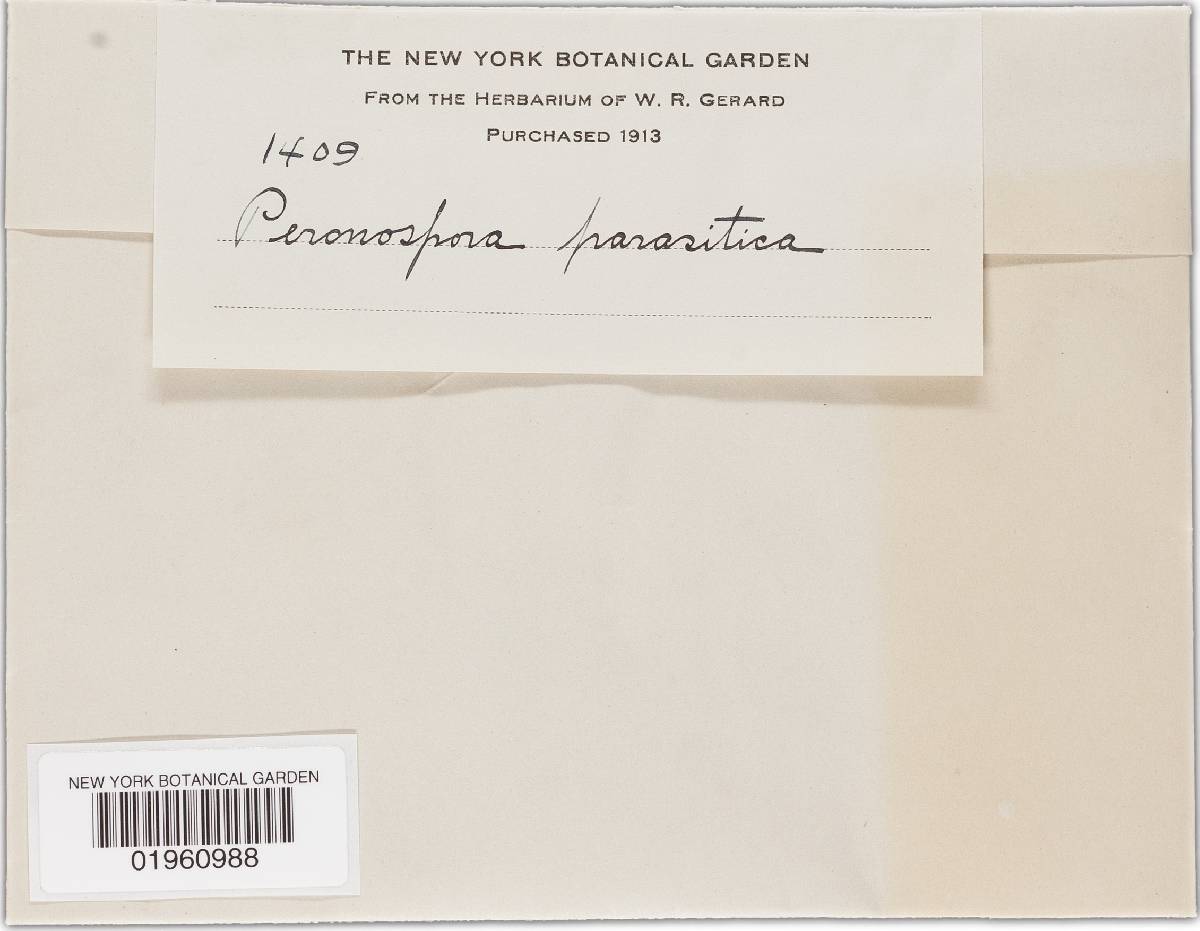 THE NEW YORK BOTANICAL GARDEN
FROM THE HERBARIUM OF W. R. GERARD
PURCHASED 1913
1409
Peronospora parasitica
NEW YORK BOTANICAL GARDEN
01960988